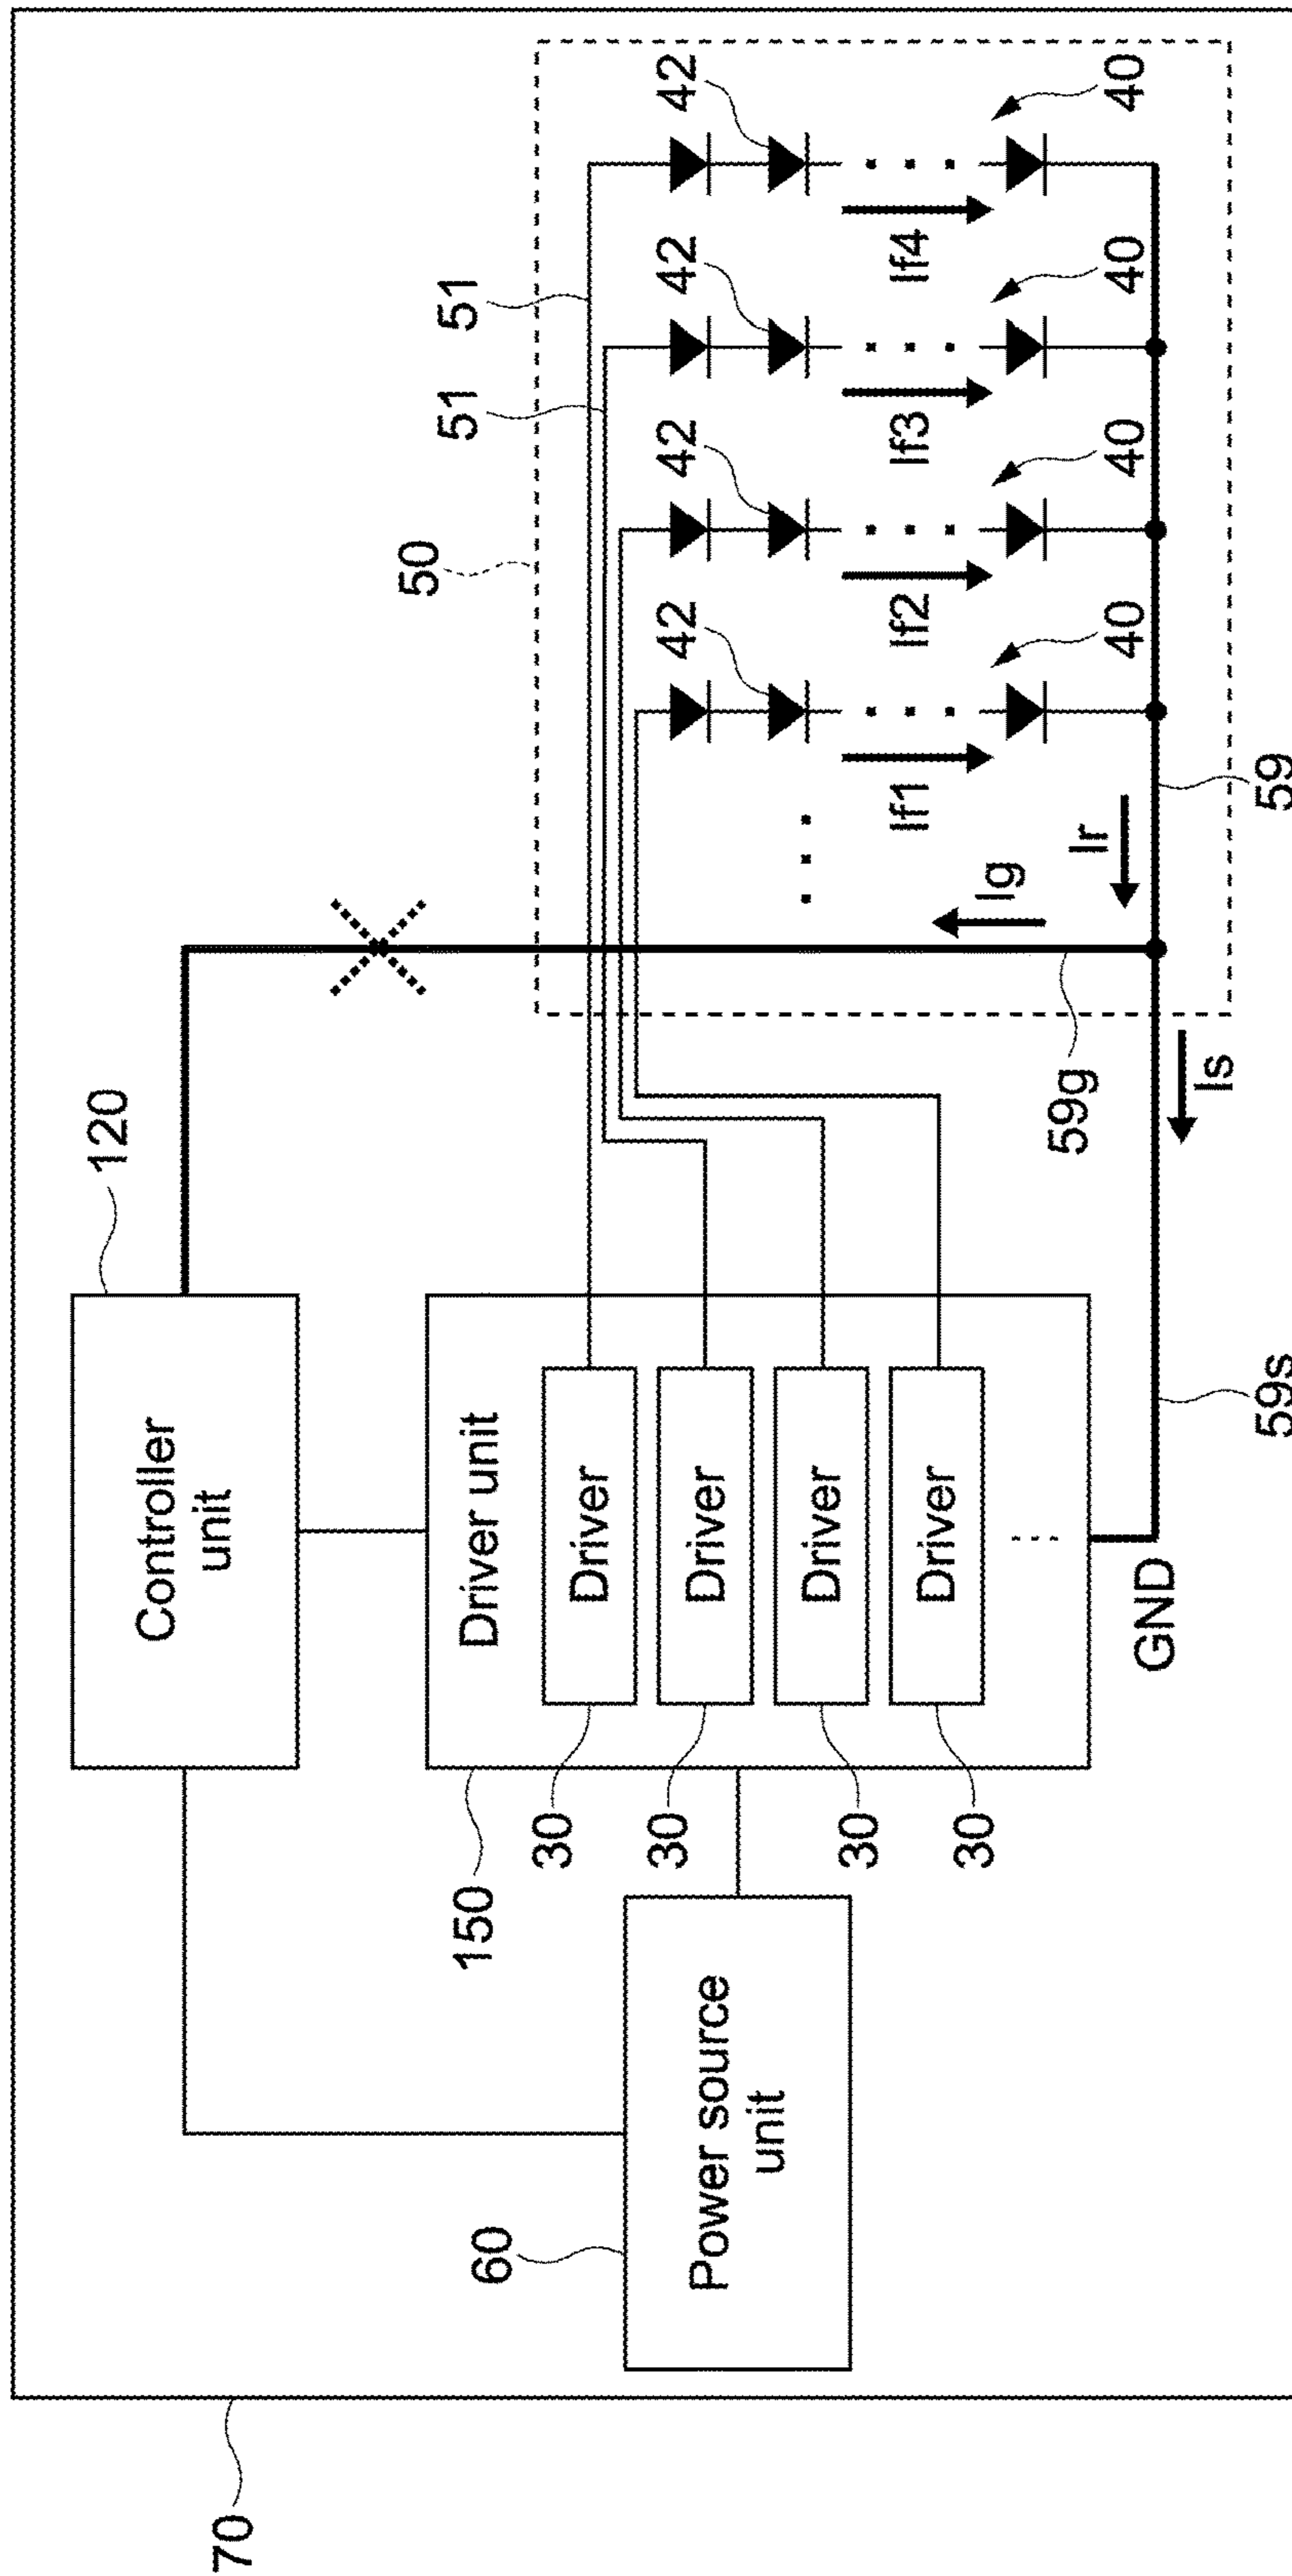 70
60
Power source
unit
Controller
unit
120
150
Driver unit
Driver
Driver
Driver
Driver
30
30
30
30
GND
59s
Is
59g
50
51
51
42
42
42
42
Ig
Ir
If1
If2
If3
If4
40
40
40
40
59